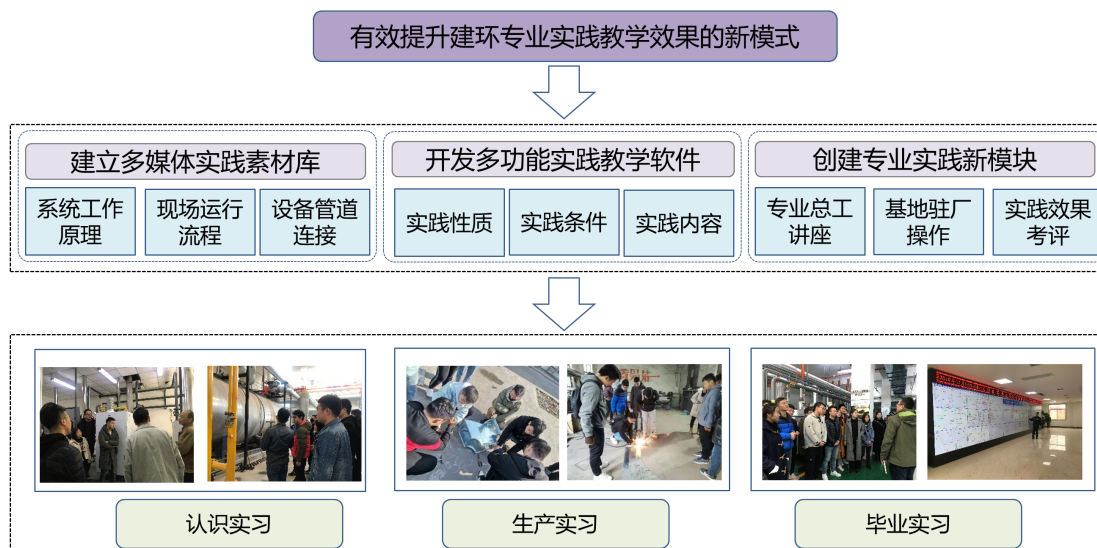 有效提升建环专业实践教学效果的新模式
建立多媒体实践素材库
开发多功能实践教学软件
创建专业实践新模块
系统工作
原理
现场运行
流程
设备管道
连接
实践性质
实践条件
实践内容
专业总工
讲座
基地驻厂
操作
实践效果
考评
认识实习
生产实习
毕业实习